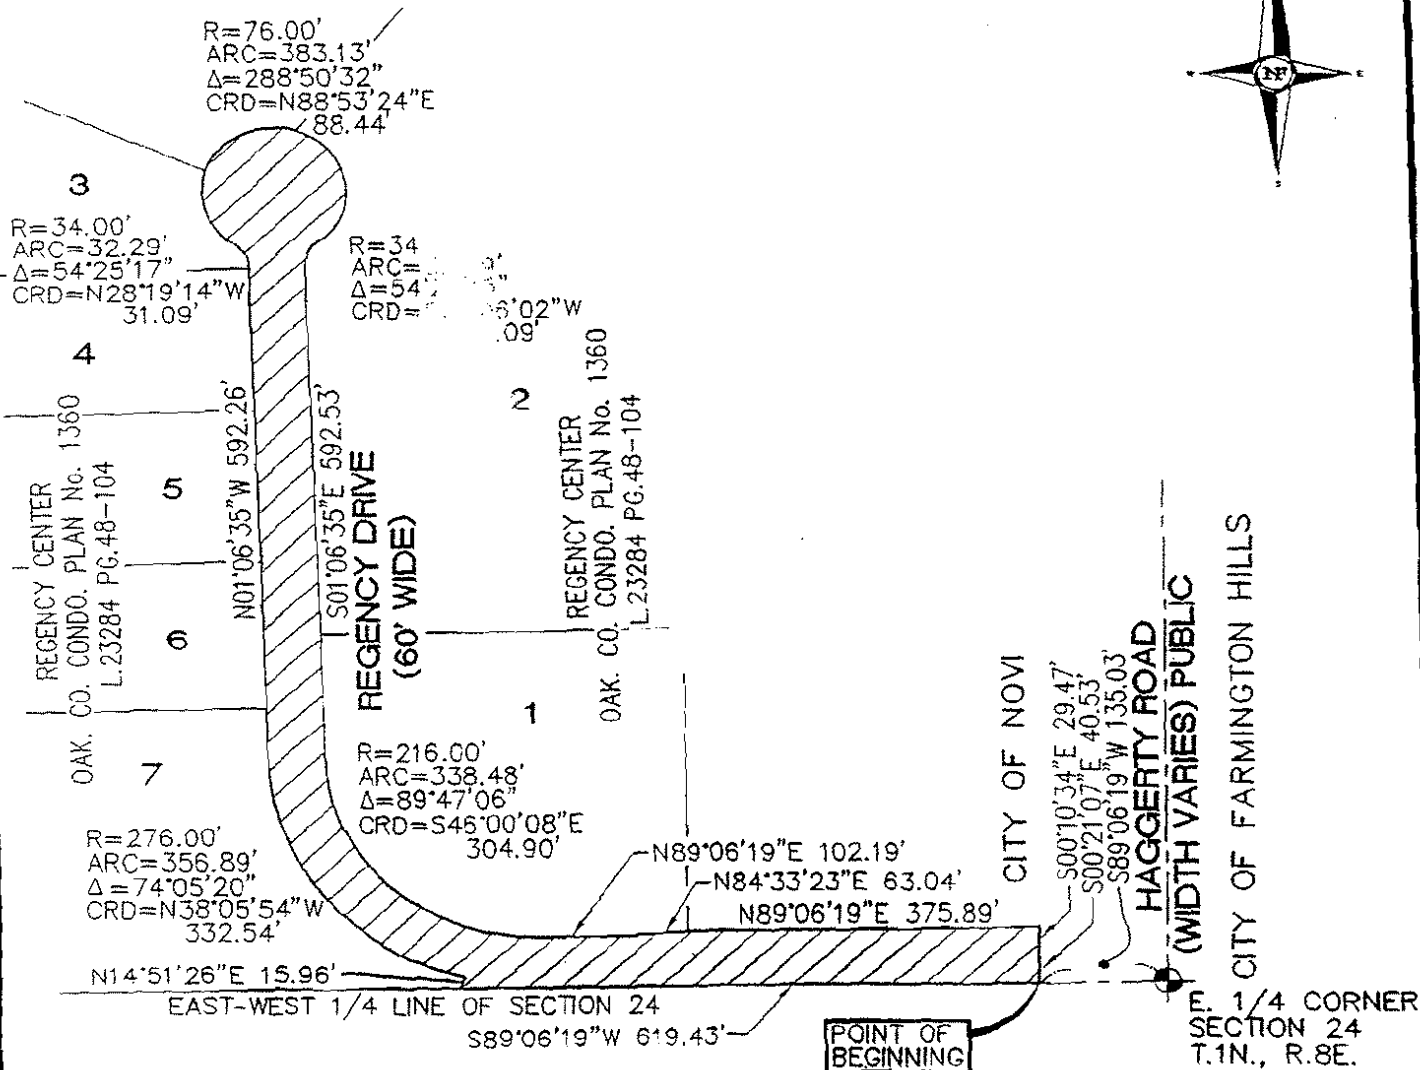 R=76.00'
ARC=383.13'
Δ=288°50'32"
CRD=N88°53'24"E
88.44'
W
NF
E
S
3
R=34.00'
ARC=32.29'
Δ=54°25'17"
CRD=N28°19'14"W
31.09'
R=34
ARC= 9'
Δ=54°
CRD= 6'02"W
.09'
4
2
5
6
1
7
REGENCY CENTER
OAK. CO. CONDO. PLAN No. 1360
L.23284 PG.48-104
N01°06'35"W 592.26'
S01°06'35"E 592.53'
REGENCY DRIVE
(60' WIDE)
REGENCY CENTER
OAK. CO. CONDO. PLAN No. 1360
L.23284 PG.48-104
R=216.00'
ARC=338.48'
Δ=89°47'06"
CRD=S46°00'08"E
304.90'
R=276.00'
ARC=356.89'
Δ=74°05'20"
CRD=N38°05'54"W
332.54'
N89°06'19"E 102.19'
N84°33'23"E 63.04'
N89°06'19"E 375.89'
CITY OF NOVI
S00°10'34"E 29.47'
S00°21'07"E 40.53'
S89°06'19"W 135.03'
HAGGERTY ROAD
(WIDTH VARIES) PUBLIC
CITY OF FARMINGTON HILLS
N14°51'26"E 15.96'
EAST-WEST 1/4 LINE OF SECTION 24
S89°06'19"W 619.43'
POINT OF
BEGINNING
E. 1/4 CORNER
SECTION 24
T.1N., R.8E.